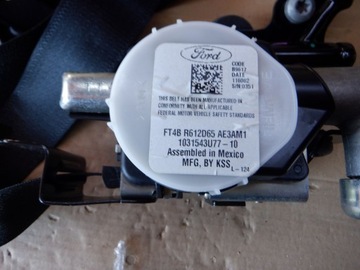 Ford
CODE
DATE
THIS BELT HAS BEEN MANUFACTURED
IN CONFORMITY WITH ALL APPLICABLE
FEDERAL MOTOR VEHICLE SAFETY STANDARDS
FT4B R612D65 AE3AM1
1031543U77-10
Assembled in Mexico
MFG. BY KSS
L-124